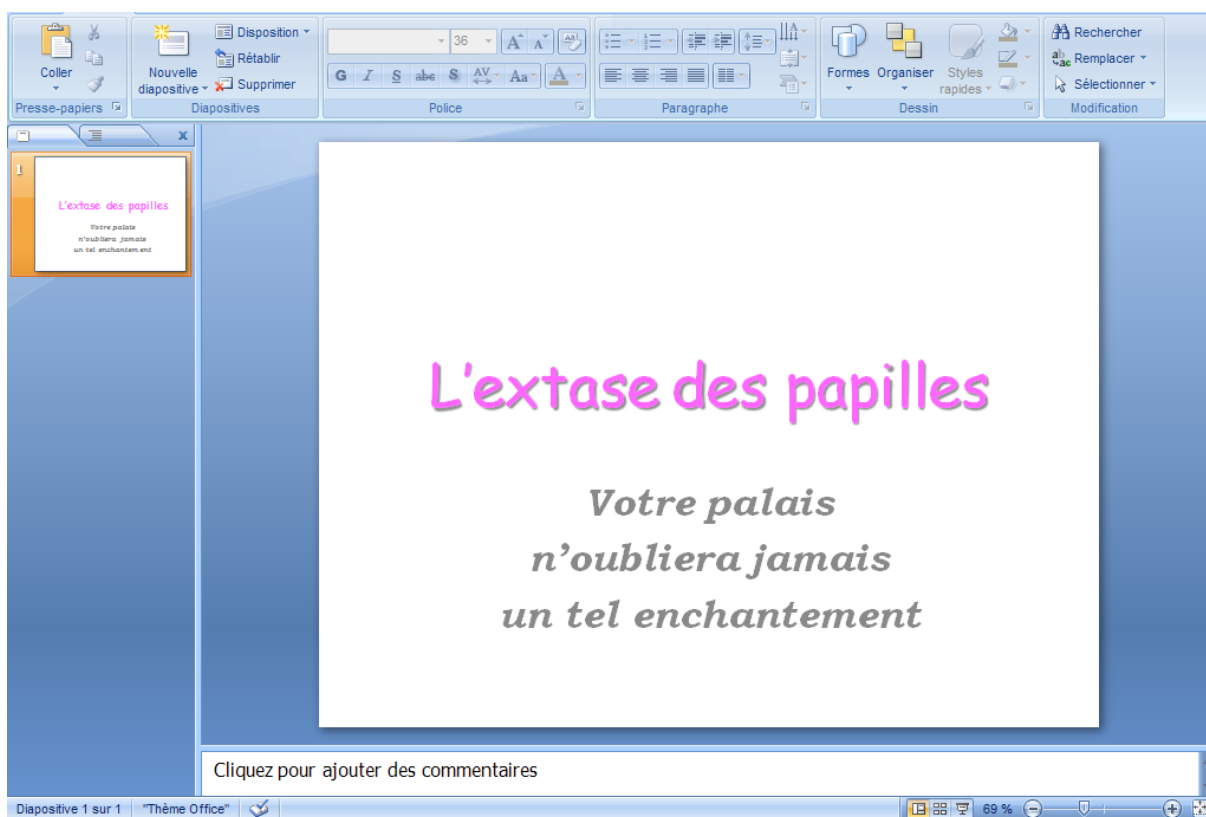 Disposition
Rétablir
Supprimer
Coller
Nouvelle
diapositive
36
A A
G I S abc S AV Aa A
Formes
Organiser
Styles
rapides
Rechercher
Remplacer
Sélectionner
Presse-papiers
Diapositives
Police
Paragraphe
Dessin
Modification
1
L'extase des papilles
Votre palais
n'oubliera jamais
un tel enchantement
L'extase des papilles
Votre palais
n'oubliera jamais
un tel enchantement
Cliquez pour ajouter des commentaires
Diapositive 1 sur 1
"Thème Office"
69 %